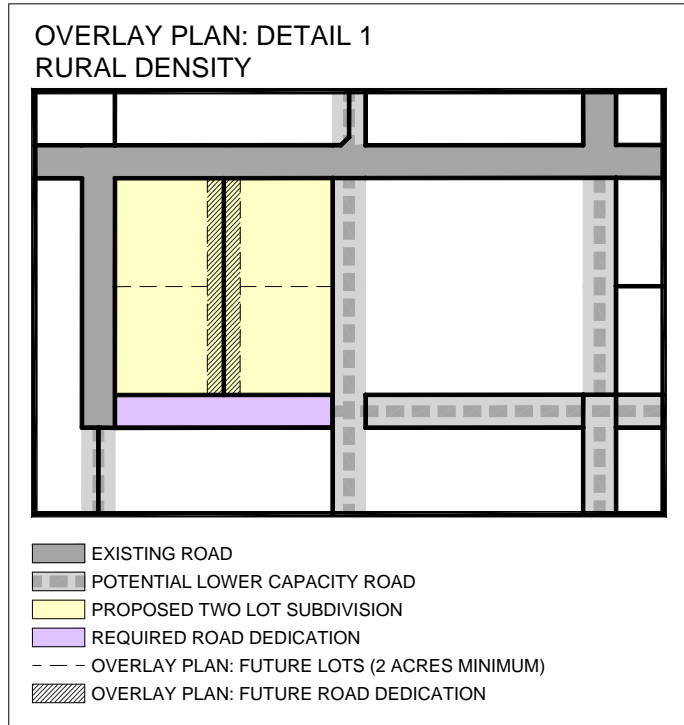 OVERLAY PLAN: DETAIL 1
RURAL DENSITY
EXISTING ROAD
POTENTIAL LOWER CAPACITY ROAD
PROPOSED TWO LOT SUBDIVISION
REQUIRED ROAD DEDICATION
OVERLAY PLAN: FUTURE LOTS (2 ACRES MINIMUM)
OVERLAY PLAN: FUTURE ROAD DEDICATION